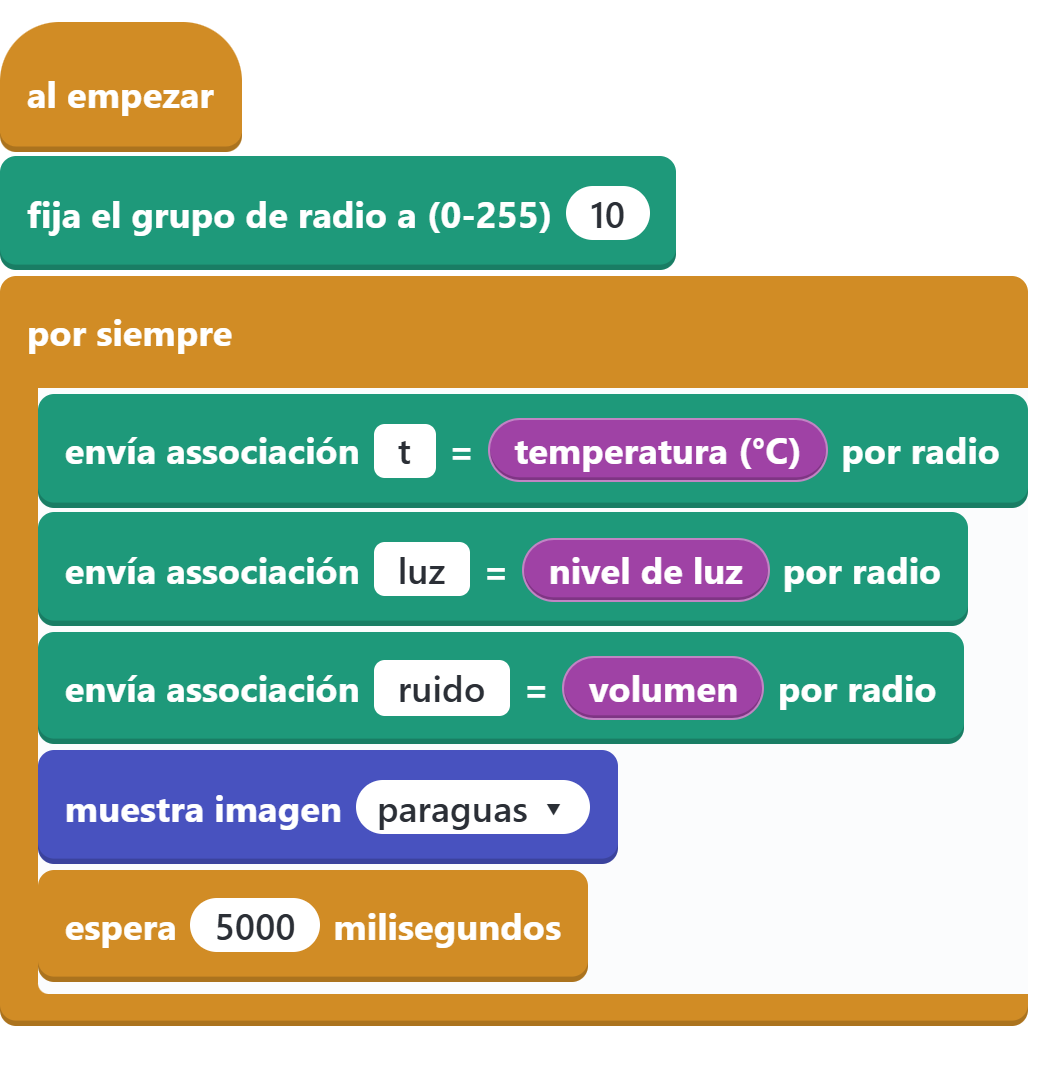 al empezar
fija el grupo de radio a (0-255) 10
por siempre
envía associación t = temperatura (°C) por radio
envía associación luz = nivel de luz por radio
envía associación ruido = volumen por radio
muestra imagen paraguas ▼
espera 5000 milisegundos